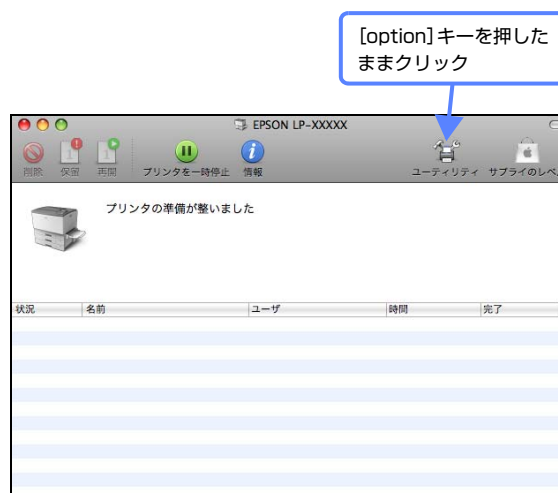 [option]キーを押した
ままクリック
EPSON LP-XXXXX
削除 保留 再開 プリンタを一時停止 情報 ユーティリティ サプライのレベ
プリンタの準備が整いました
状況 名前 ユーザ 時間 完了